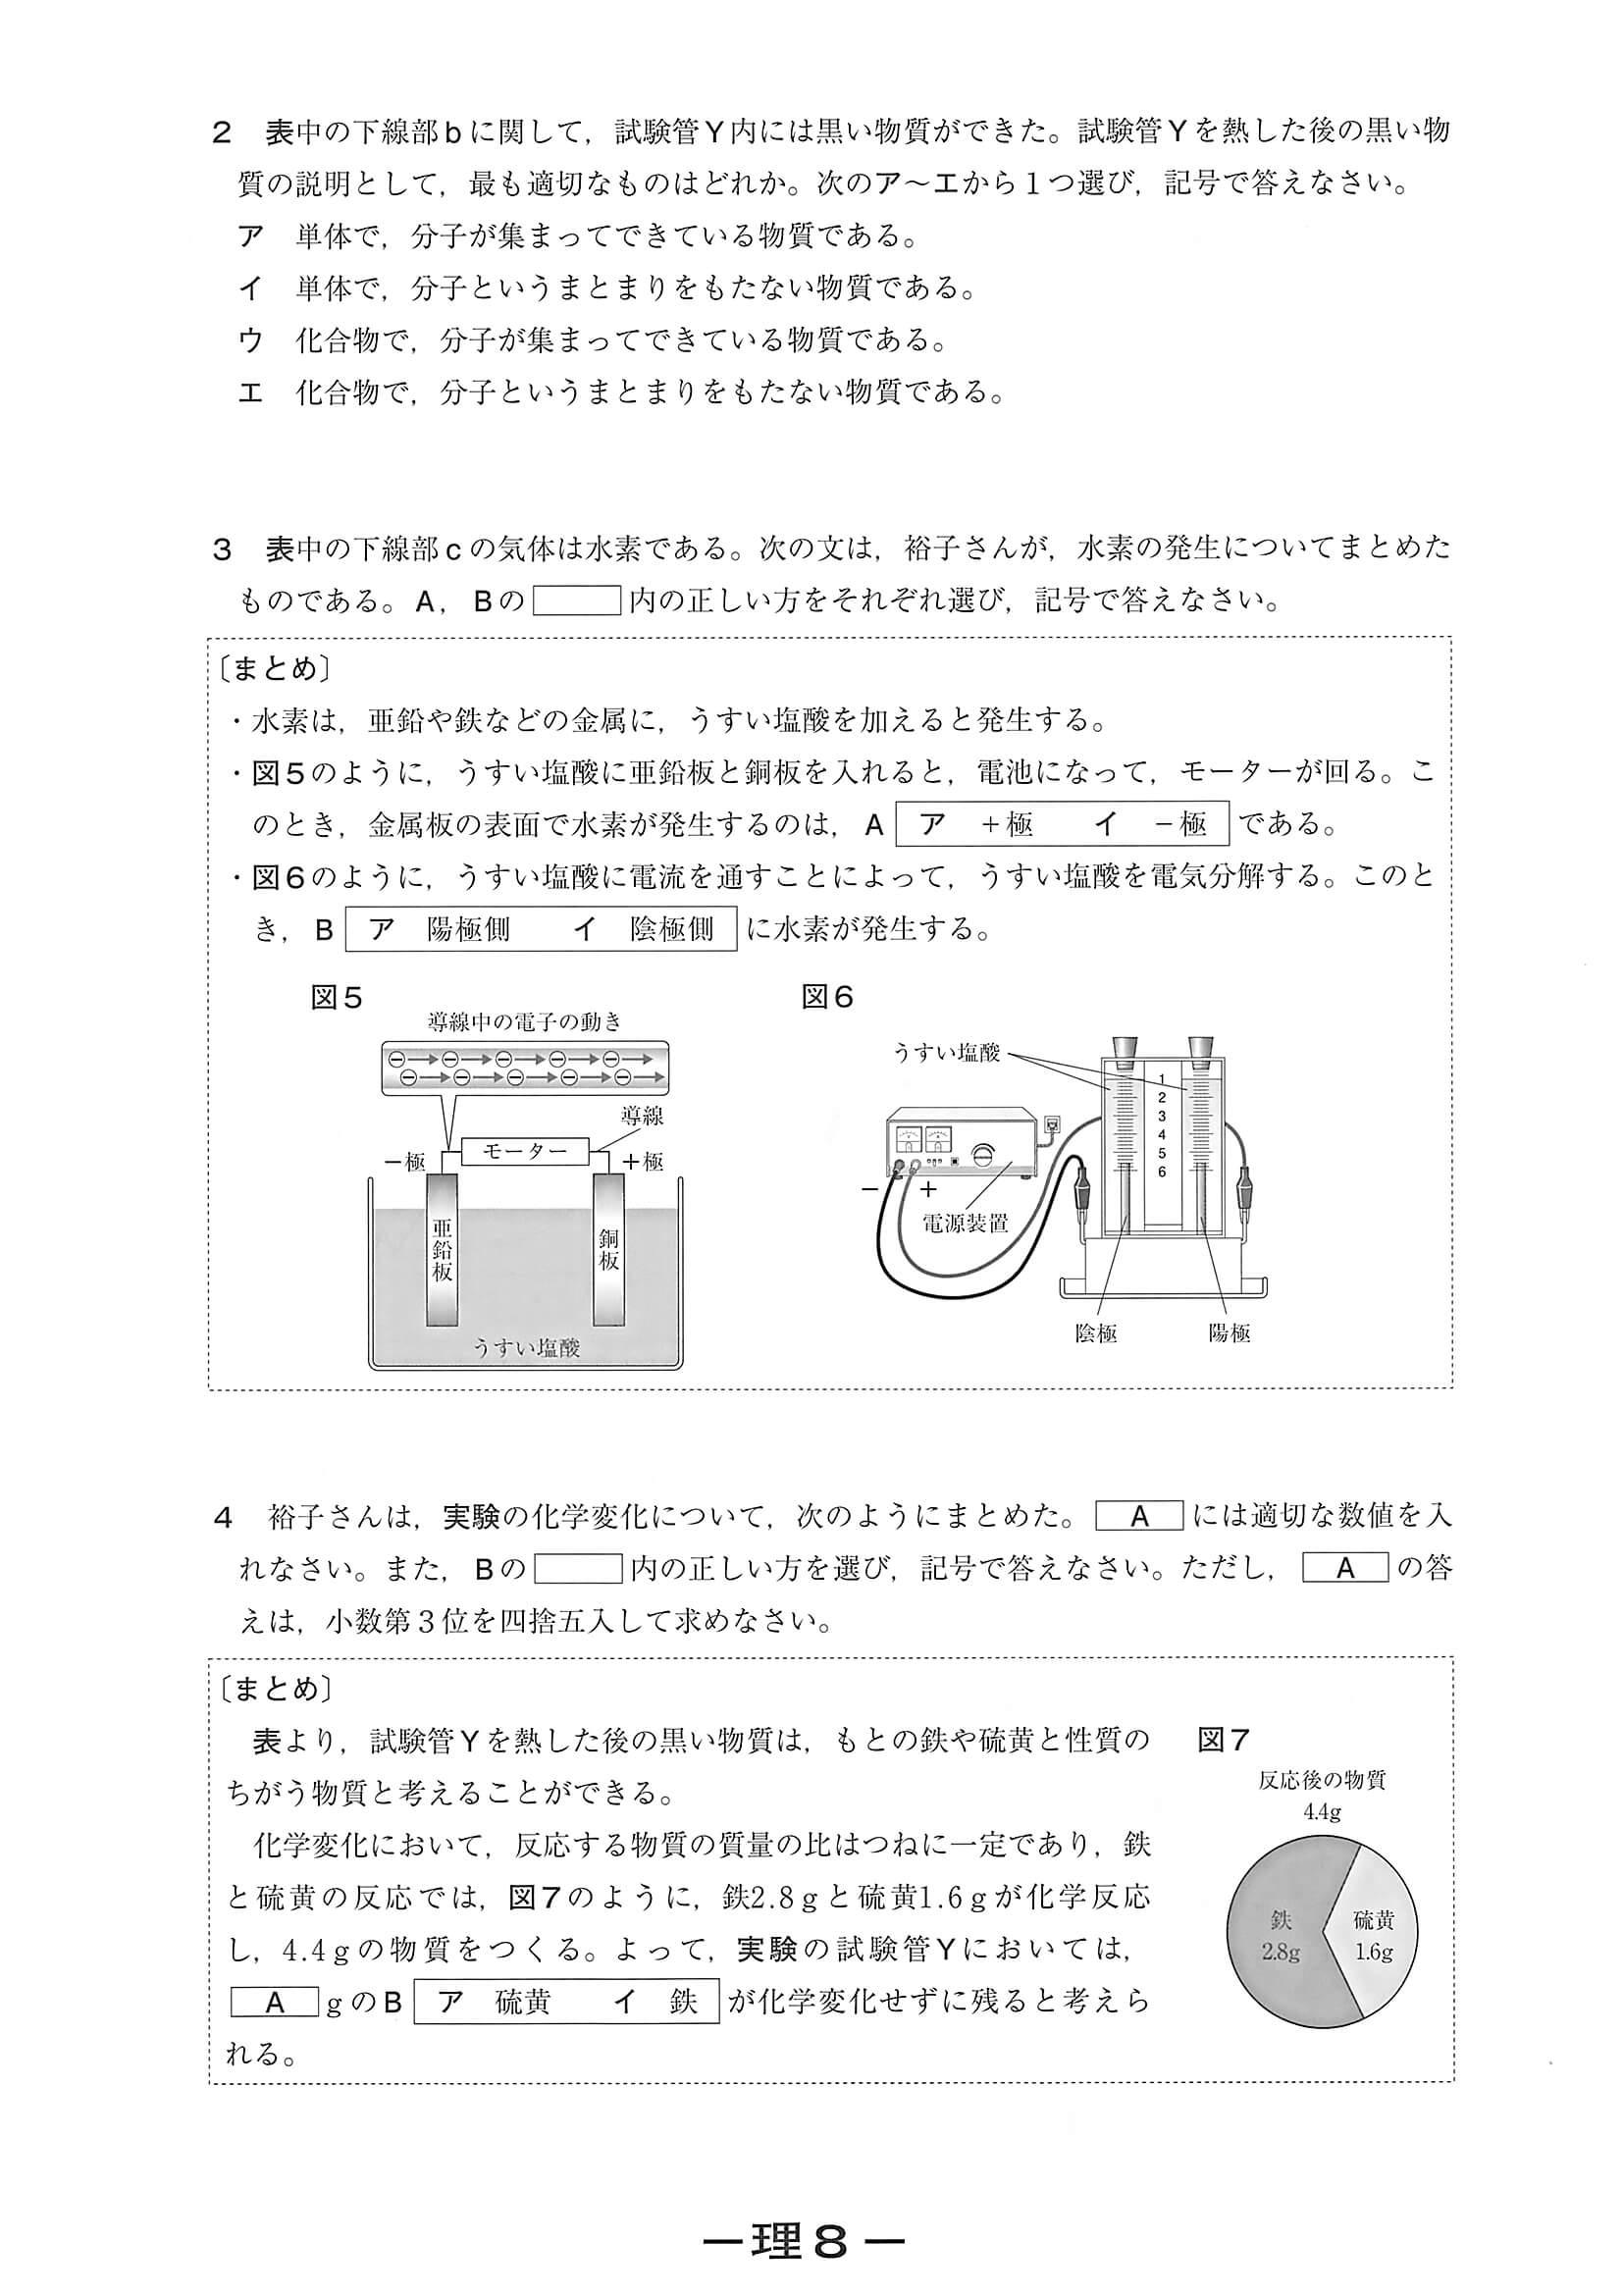 2 表中の下線部bに関して，試験管Y内には黒い物質ができた。試験管Yを熱した後の黒い物
質の説明として，最も適切なものはどれか。次のア～エから1つ選び，記号で答えなさい。
ア 単体で，分子が集まってできている物質である。
イ 単体で，分子というまとまりをもたない物質である。
ウ 化合物で，分子が集まってできている物質である。
エ 化合物で，分子というまとまりをもたない物質である。
3 表中の下線部cの気体は水素である。次の文は，裕子さんが，水素の発生についてまとめた
ものである。A，Bの 内の正しい方をそれぞれ選び，記号で答えなさい。
〔まとめ〕
・水素は，亜鉛や鉄などの金属に，うすい塩酸を加えると発生する。
・図5のように，うすい塩酸に亜鉛板と銅板を入れると，電池になって，モーターが回る。こ
のとき，金属板の表面で水素が発生するのは，A ア ＋極 イ －極 である。
・図6のように，うすい塩酸に電流を通すことによって，うすい塩酸を電気分解する。このと
き，B ア 陽極側 イ 陰極側 に水素が発生する。
図5
導線中の電子の動き
導線
－極
モーター
＋極
亜鉛板
銅板
うすい塩酸
図6
うすい塩酸
1
2
3
4
5
6
－
＋
電源装置
陰極
陽極
4 裕子さんは，実験の化学変化について，次のようにまとめた。 A には適切な数値を入
れなさい。また，Bの 内の正しい方を選び，記号で答えなさい。ただし， A の答
えは，小数第3位を四捨五入して求めなさい。
〔まとめ〕
表より，試験管Yを熱した後の黒い物質は，もとの鉄や硫黄と性質の
ちがう物質と考えることができる。
化学変化において，反応する物質の質量の比はつねに一定であり，鉄
と硫黄の反応では，図7のように，鉄2.8gと硫黄1.6gが化学反応
し，4.4gの物質をつくる。よって，実験の試験管Yにおいては，
A gのB ア 硫黄 イ 鉄 が化学変化せずに残ると考えら
れる。
図7
反応後の物質
4.4g
鉄
2.8g
硫黄
1.6g
－理8－